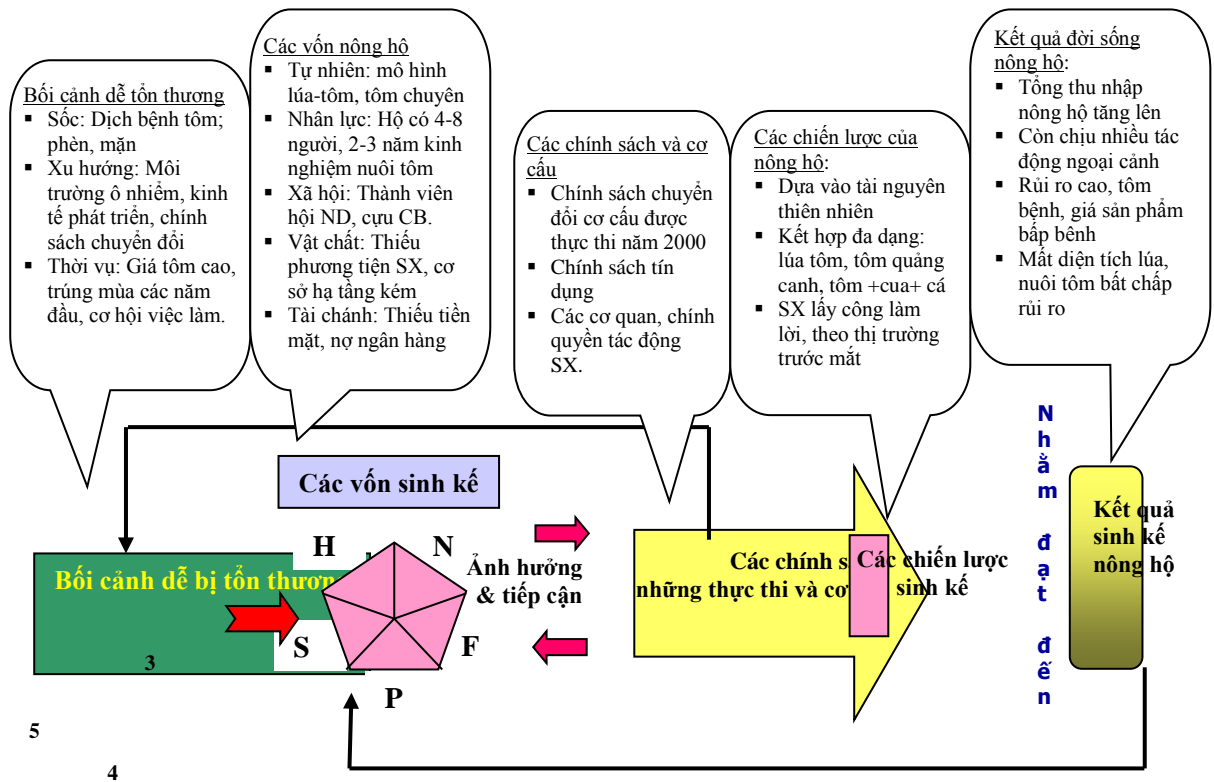 Bối cảnh dễ tổn thương
▪ Sốc: Dịch bệnh tôm;
phèn, mặn
▪ Xu hướng: Môi
trường ô nhiễm, kinh
tế phát triển, chính
sách chuyển đổi
▪ Thời vụ: Giá tôm cao,
trúng mùa các năm
đầu, cơ hội việc làm.
Các vốn nông hộ
▪ Tự nhiên: mô hình
lúa-tôm, tôm chuyên
▪ Nhân lực: Hộ có 4-8
người, 2-3 năm kinh
nghiệm nuôi tôm
▪ Xã hội: Thành viên
hội ND, cựu CB.
▪ Vật chất: Thiếu
phương tiện SX, cơ
sở hạ tầng kém
▪ Tài chánh: Thiếu tiền
mặt, nợ ngân hàng
Các chính sách và cơ
cấu
▪ Chính sách chuyển
đổi cơ cấu được
thực thi năm 2000
▪ Chính sách tín
dụng
▪ Các cơ quan, chính
quyền tác động
SX.
Các chiến lược của
nông hộ:
▪ Dựa vào tài nguyên
thiên nhiên
▪ Kết hợp đa dạng:
lúa tôm, tôm quảng
canh, tôm +cua+ cá
▪ SX lấy công làm
lời, theo thị trường
trước mắt
Kết quả đời sống
nông hộ:
▪ Tổng thu nhập
nông hộ tăng lên
▪ Còn chịu nhiều tác
động ngoại cảnh
▪ Rủi ro cao, tôm
bệnh, giá sản phẩm
bấp bênh
▪ Mất diện tích lúa,
nuôi tôm bất chấp
rủi ro
Các vốn sinh kế
Bối cảnh dễ bị tổn thương
3
H
N
S
F
P
Ảnh hưởng
& tiếp cận
Các chính s
những thực thi và cơ
Các chiến lược
sinh kế
Nhằm
đạt
đến
Kết quả
sinh kế
nông hộ
5
4